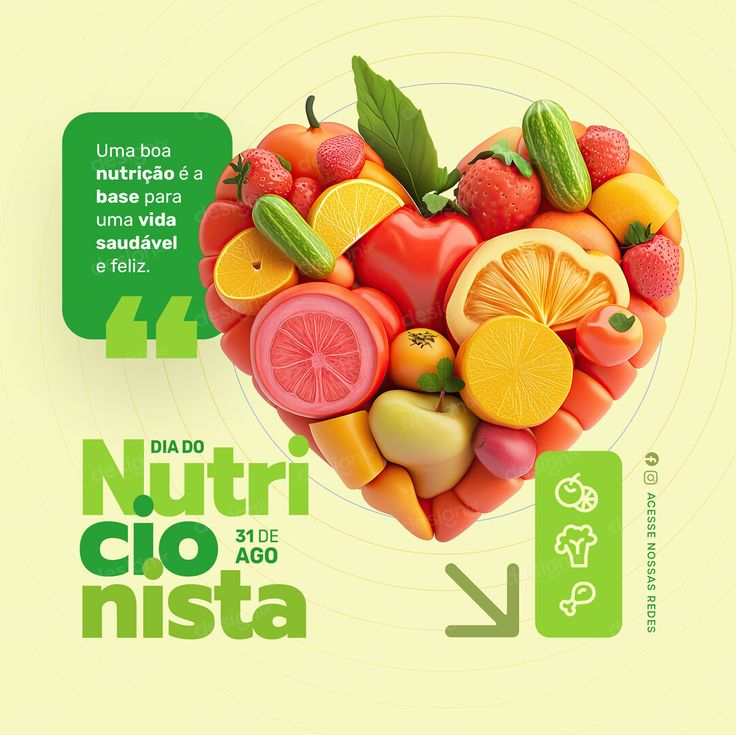 Uma boa
nutrição é a
base para
uma vida
saudável
e feliz.
DIA DO
Nutri
cio
31 DE
AGO
nista
ACESSE NOSSAS REDES